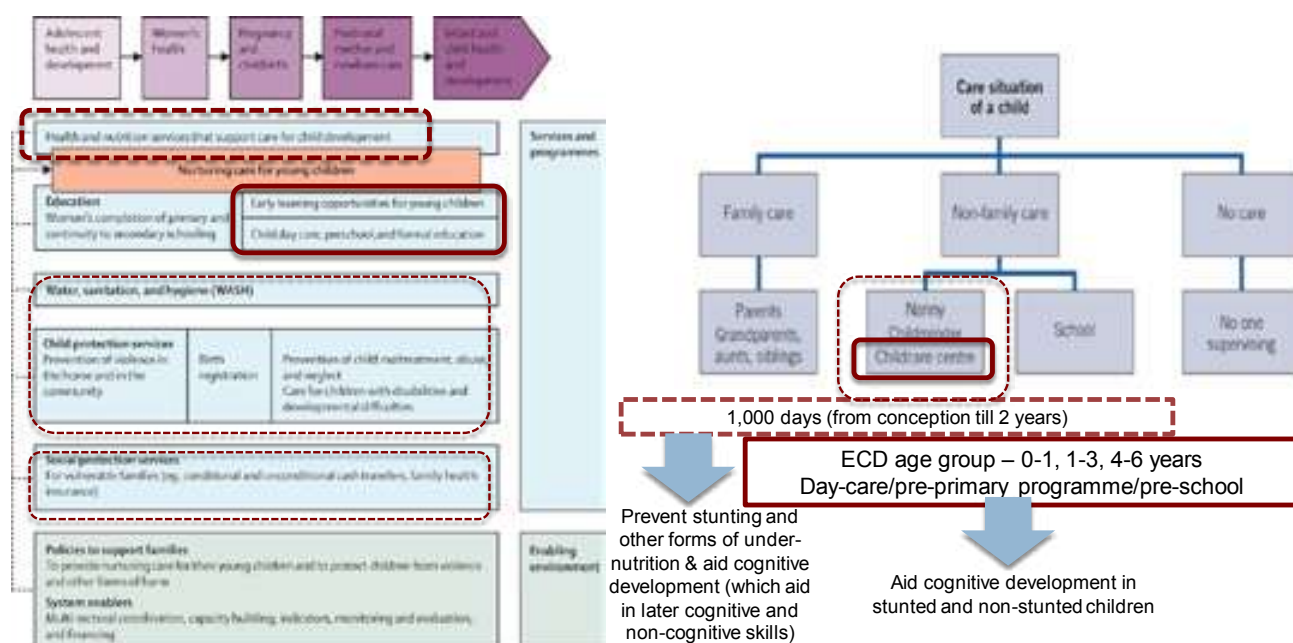 Adolescent
health and
development
Women's
health
Pregnancy
and
childbirth
Postnatal
mother and
newborn care
Infant and
child health
and
development
Health and nutrition services that support care for child development
Services and
programmes
Nurturing care for young children
Education
Women's completion of primary and
continuity to secondary schooling
Early learning opportunities for young children
Child day care, preschool and formal education
Water, sanitation, and hygiene (WASH)
Child protection services
Prevention of violence in
the home and in the
community
Birth
registration
Prevention of child maltreatment, abuse,
and neglect
Care for children with disabilities and
developmental difficulties
Social protection services
For vulnerable families (eg, conditional and unconditional cash transfers, family health
insurance)
Policies to support families
To provide nurturing care for their young children and to protect children from violence
and other forms of harm
System enablers
Multi-sectoral coordination, capacity building, indicators, monitoring and evaluation,
and financing
Enabling
environment
Care situation
of a child
Family care
Non-family care
No care
Parents
Grandparents,
aunts, siblings
Nanny
Childminder
Childcare centre
School
No one
supervising
1,000 days (from conception till 2 years)
ECD age group – 0-1, 1-3, 4-6 years
Day-care/pre-primary programme/pre-school
Prevent stunting and
other forms of under-
nutrition & aid cognitive
development (which aid
in later cognitive and
non-cognitive skills)
Aid cognitive development in
stunted and non-stunted children